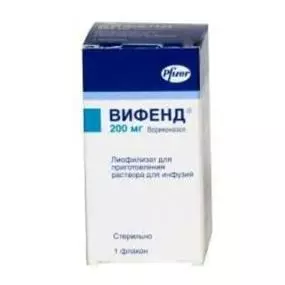 Pfizer
ВИФЕНД®
200 мг Вориконазол
Лиофилизат для
приготовления
раствора для инфузий
Стерильно
1 флакон